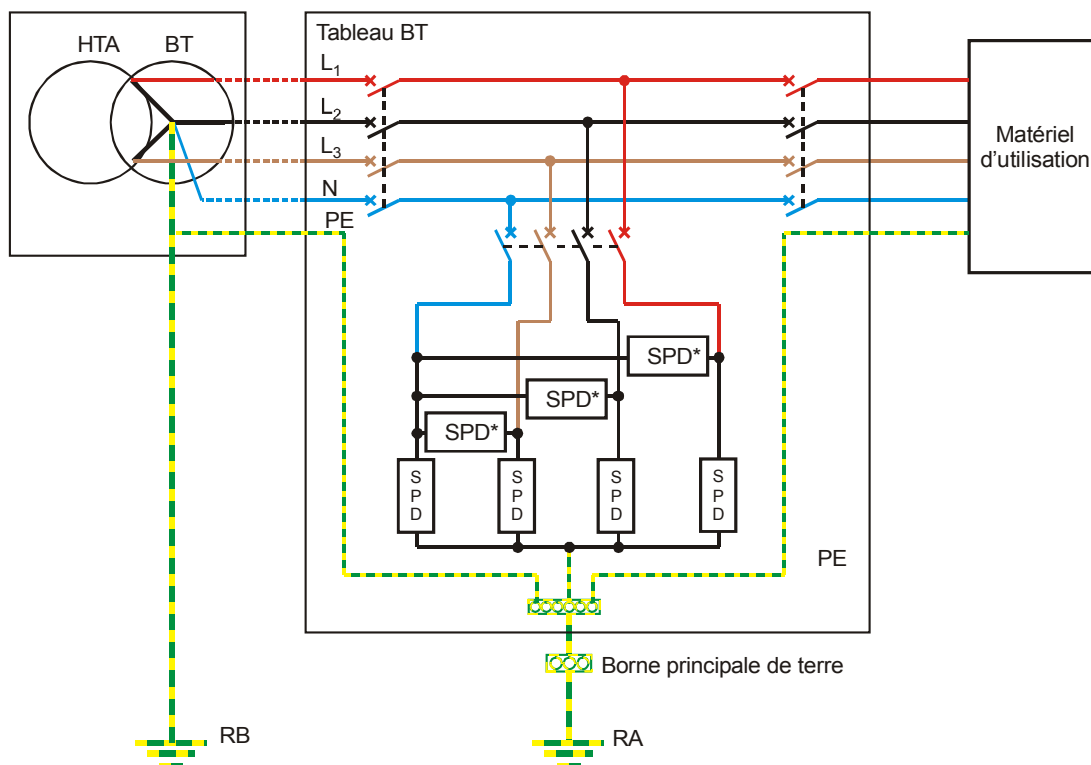 HTA BT
Tableau BT
L1
L2
L3
N
PE
Matériel
d'utilisation
SPD*
SPD*
SPD*
SPD
SPD
SPD
SPD
PE
Borne principale de terre
RB
RA